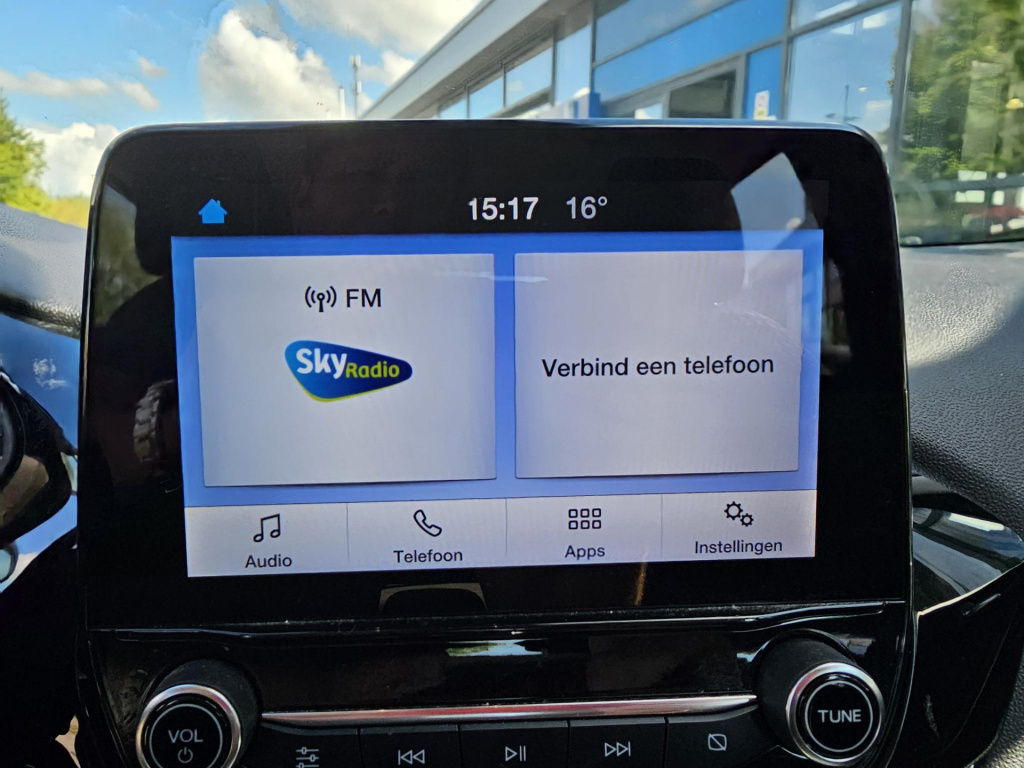 15:17 16°
FM
Sky Radio
Verbind een telefoon
Audio
Telefoon
Apps
Instellingen
VOL
TUNE